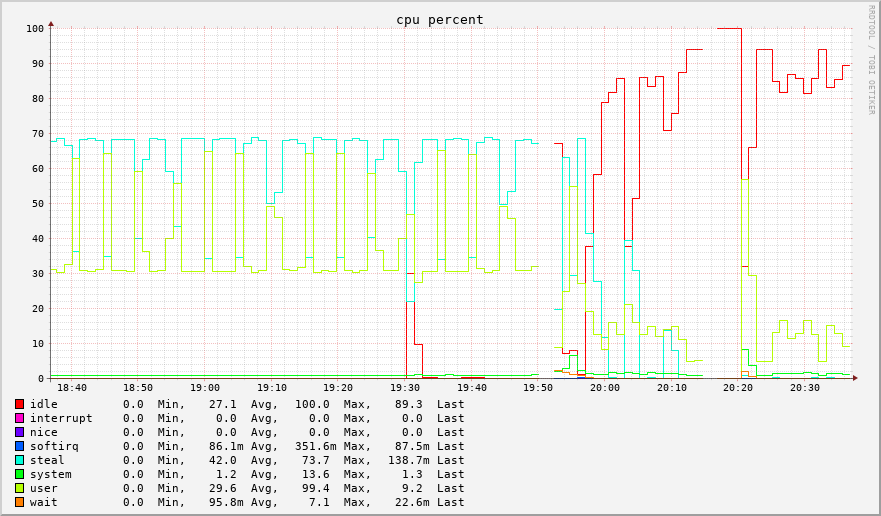 cpu percent
RRDTOOL / TOBI OETIKER
100
90
80
70
60
50
40
30
20
10
0
18:40 18:50 19:00 19:10 19:20 19:30 19:40 19:50 20:00 20:10 20:20 20:30
idle 0.0 Min, 27.1 Avg, 100.0 Max, 89.3 Last
interrupt 0.0 Min, 0.0 Avg, 0.0 Max, 0.0 Last
nice 0.0 Min, 0.0 Avg, 0.0 Max, 0.0 Last
softirq 0.0 Min, 86.1m Avg, 351.6m Max, 87.5m Last
steal 0.0 Min, 42.0 Avg, 73.7 Max, 138.7m Last
system 0.0 Min, 1.2 Avg, 13.6 Max, 1.3 Last
user 0.0 Min, 29.6 Avg, 99.4 Max, 9.2 Last
wait 0.0 Min, 95.8m Avg, 7.1 Max, 22.6m Last